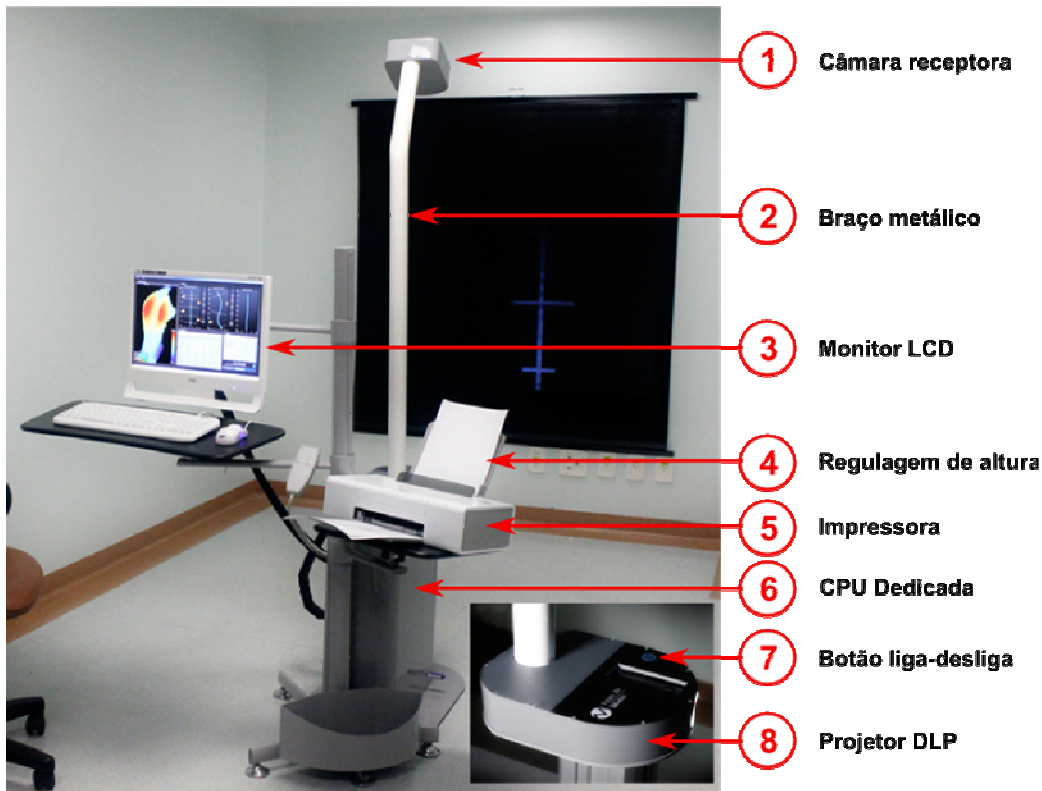 1 Câmara receptora
2 Braço metálico
3 Monitor LCD
4 Regulagem de altura
5 Impressora
6 CPU Dedicada
7 Botão liga-desliga
8 Projetor DLP